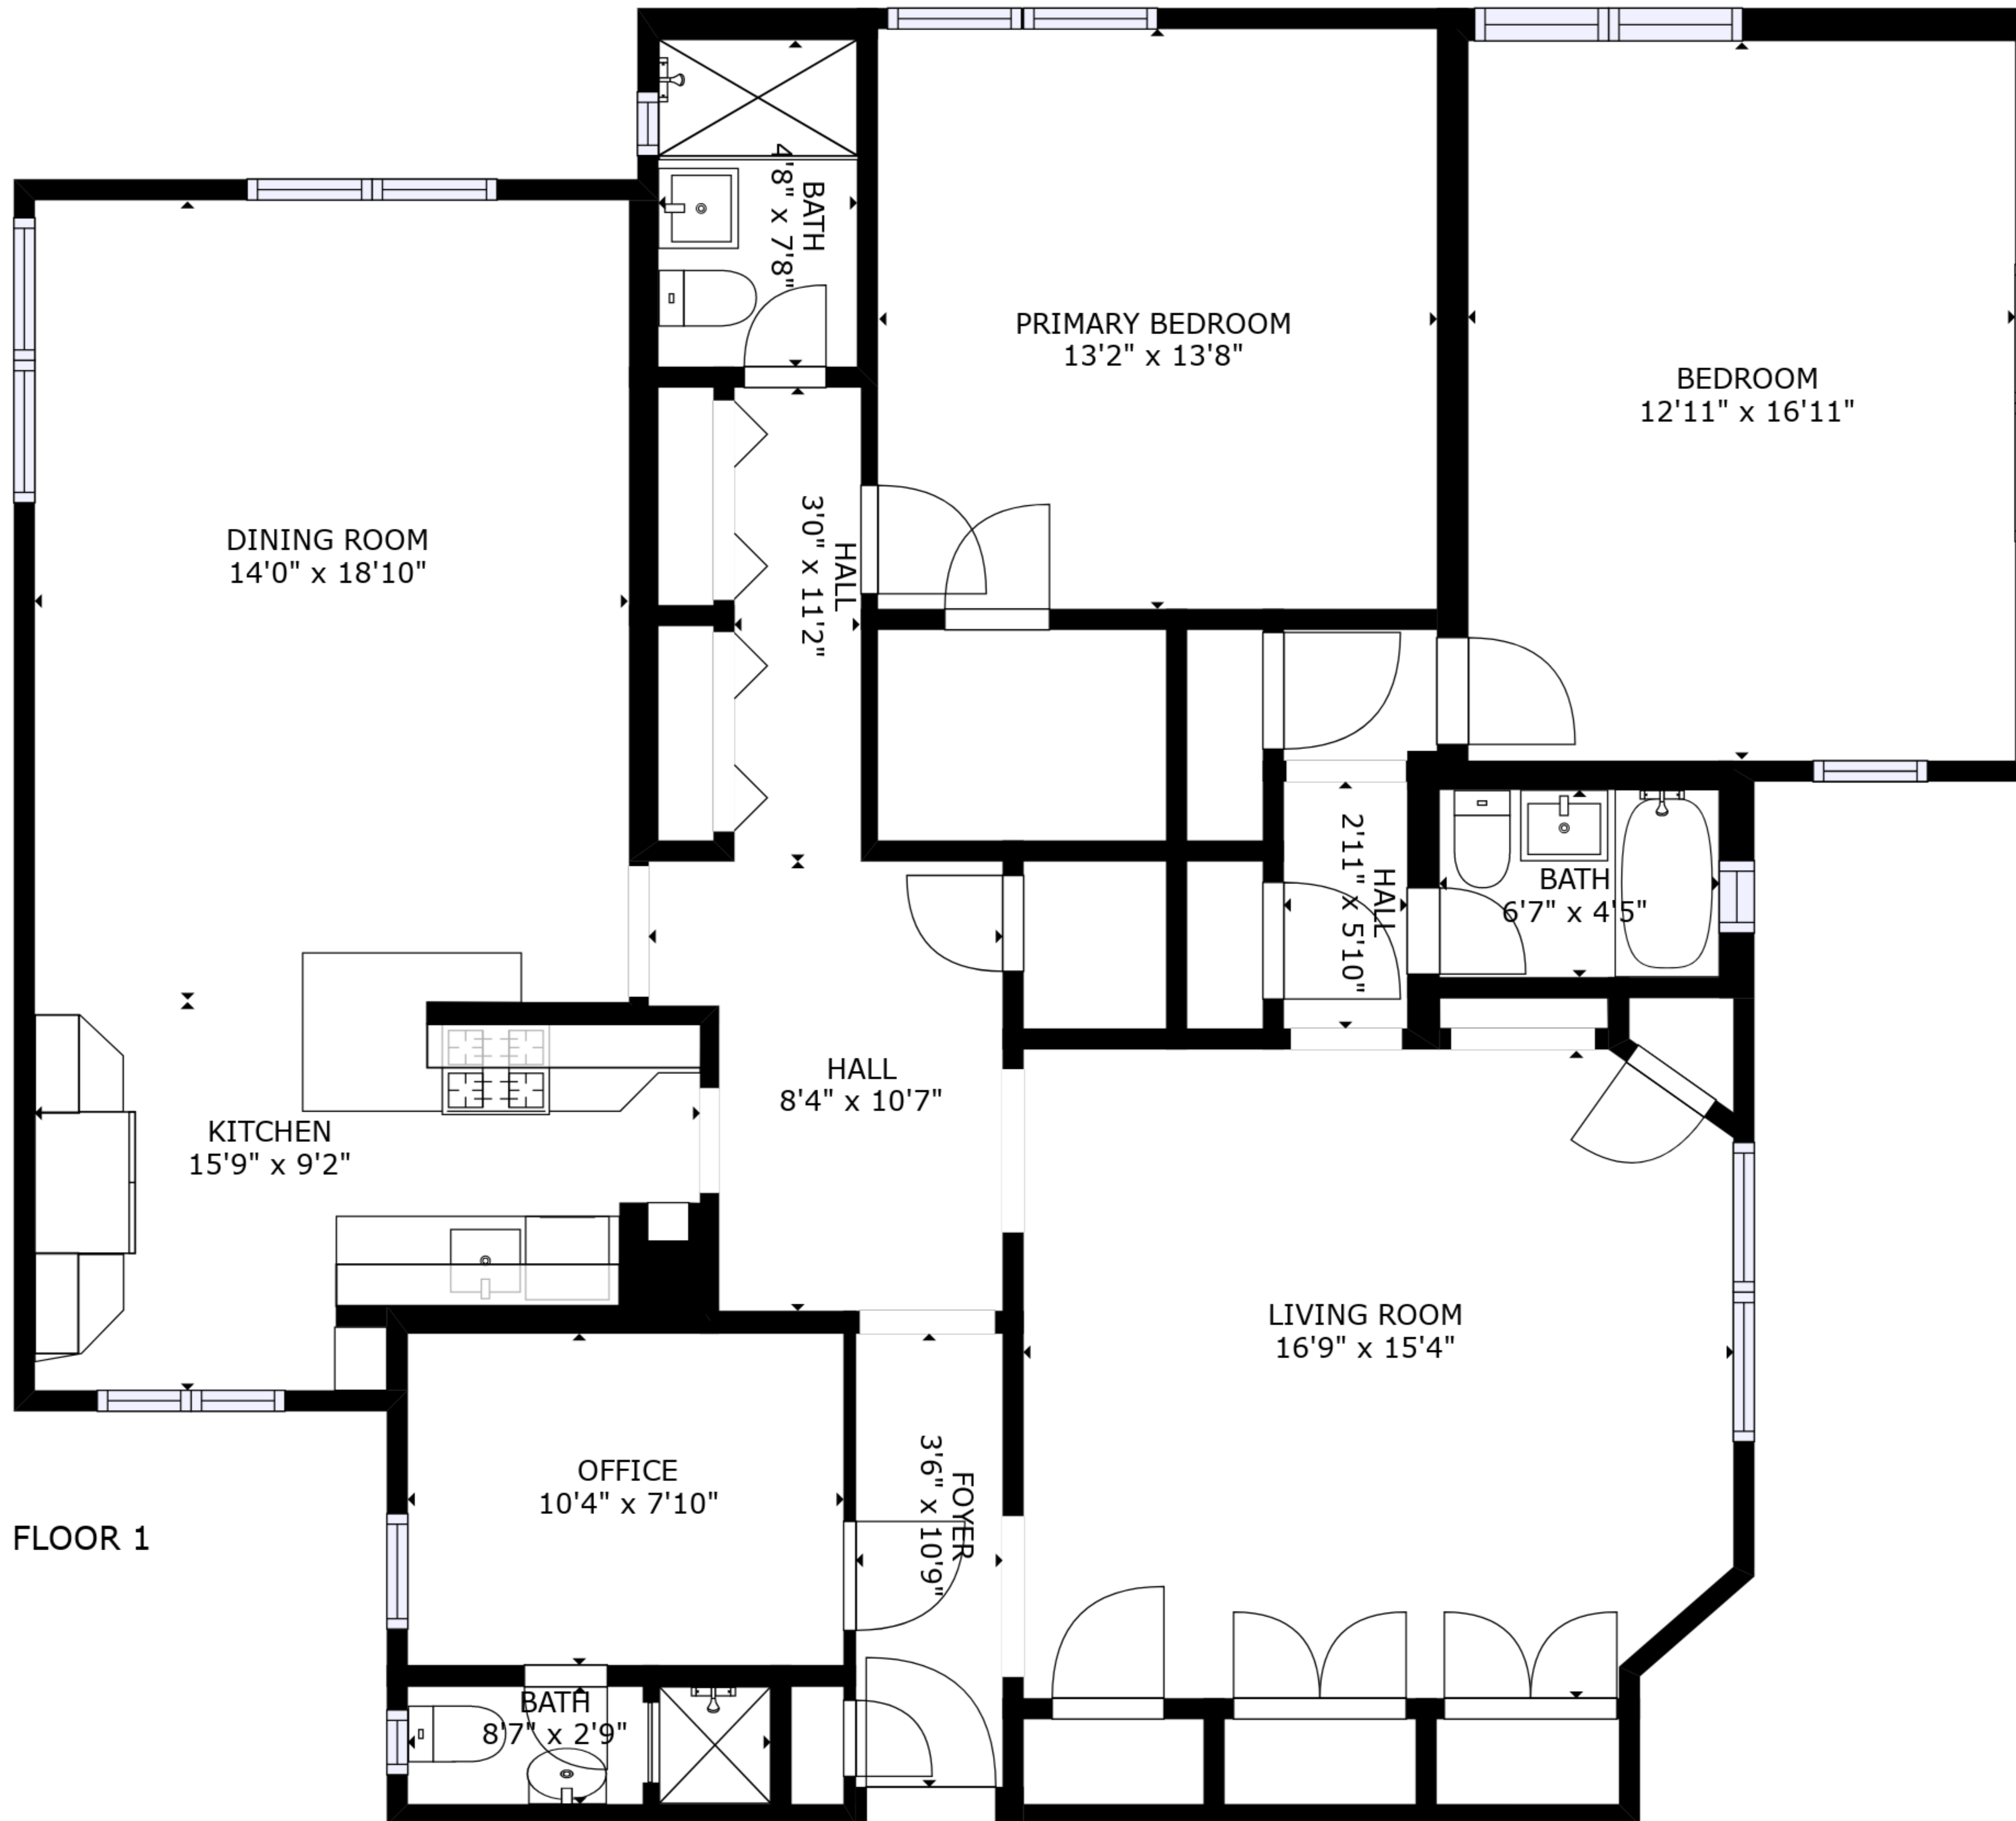 BATH
4'8" x 7'8"
PRIMARY BEDROOM
13'2" x 13'8"
BEDROOM
12'11" x 16'11"
DINING ROOM
14'0" x 18'10"
HALL
3'0" x 11'2"
HALL
2'11" x 5'10"
BATH
6'7" x 4'5"
HALL
8'4" x 10'7"
KITCHEN
15'9" x 9'2"
LIVING ROOM
16'9" x 15'4"
OFFICE
10'4" x 7'10"
FOYER
3'6" x 10'9"
FLOOR 1
BATH
8'7" x 2'9"